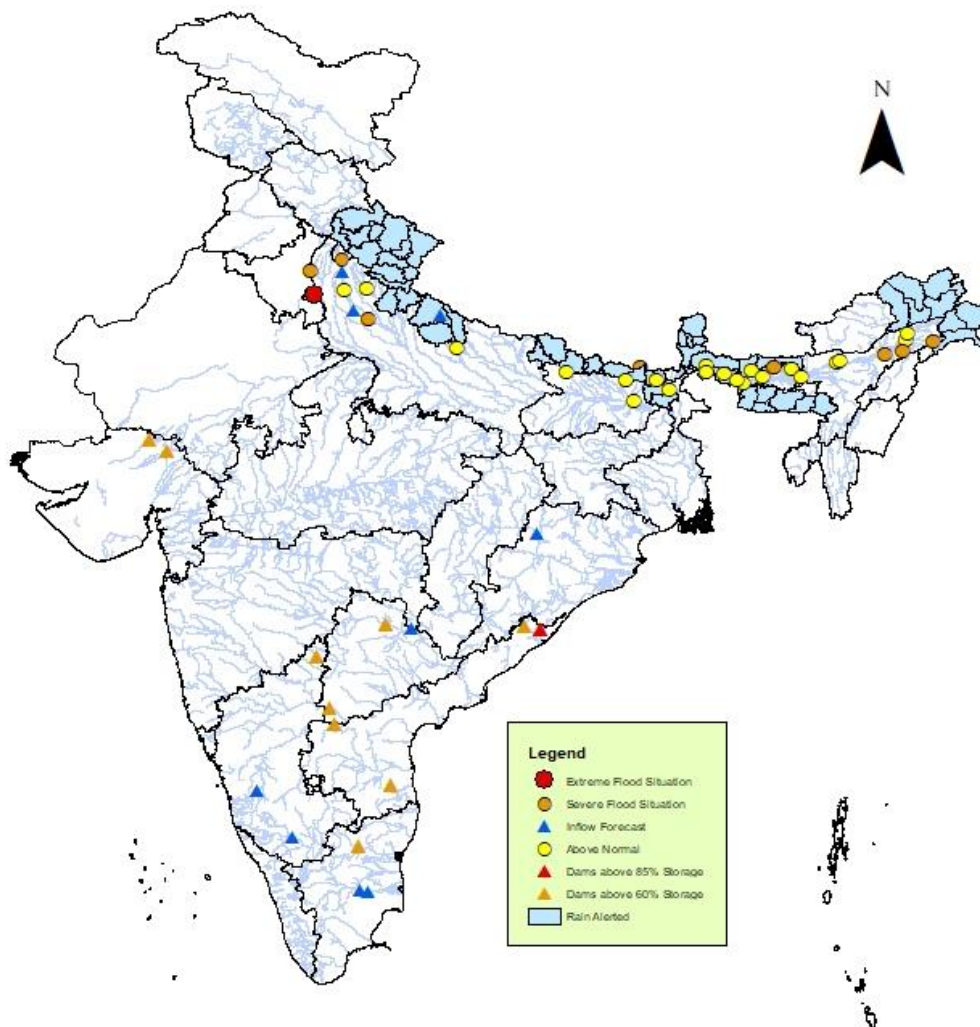 N
Legend
Extreme Flood Situation
Severe Flood Situation
Inflow Forecast
Above Normal
Dams above 85% Storage
Dams above 60% Storage
Rain Alerted